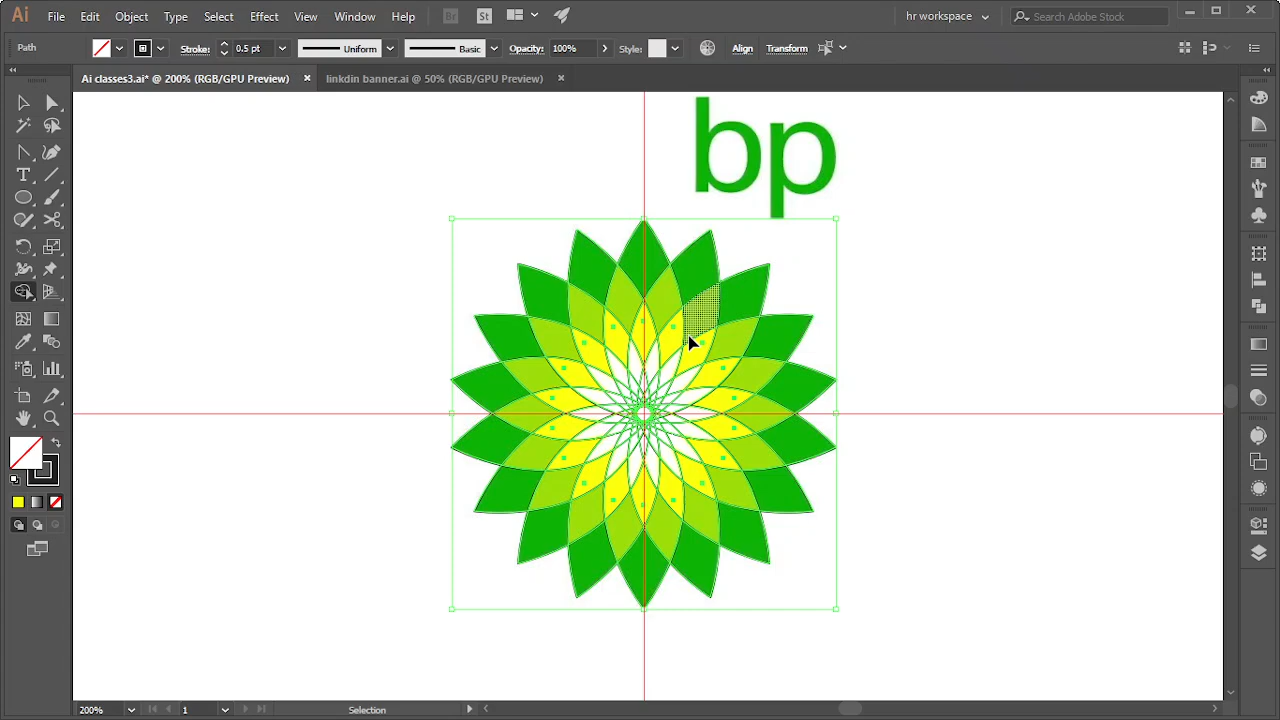 Ai File Edit Object Type Select Effect View Window Help Br St hr workspace Search Adobe Stock
Path Stroke: 0.5 pt Uniform Basic Opacity: 100% Style: Align Transform
Ai classes3.ai* @ 200% (RGB/GPU Preview) × linkdin banner.ai @ 50% (RGB/GPU Preview) ×
bp
200% 1 Selection